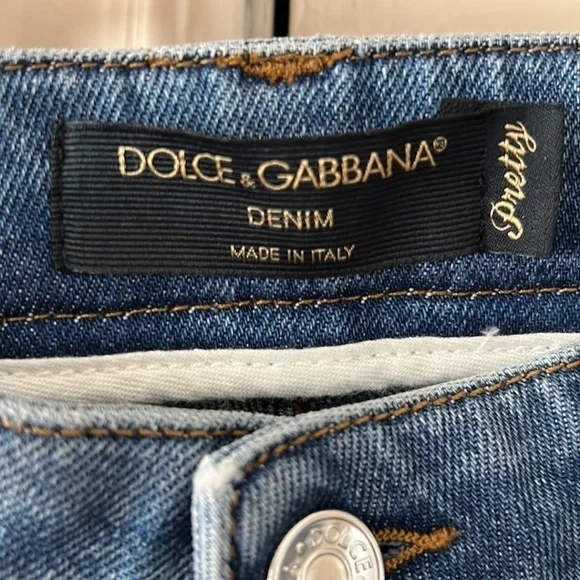 DOLCE & GABBANA®
DENIM
MADE IN ITALY
Pretty
DOLCE